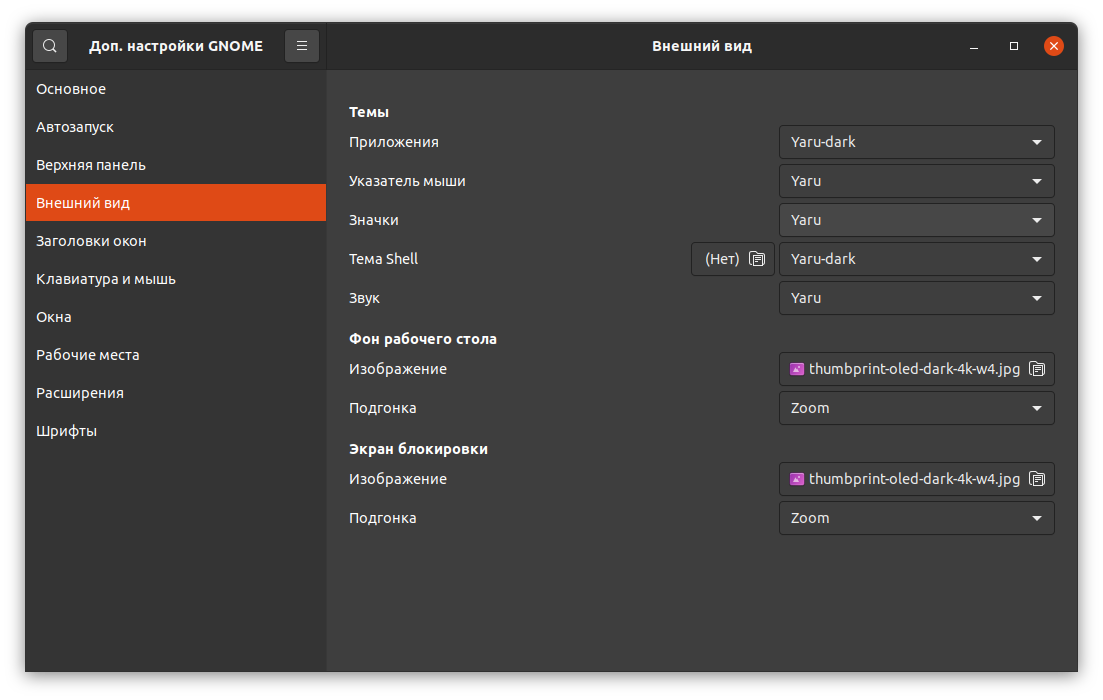 Доп. настройки GNOME
Внешний вид
Основное
Автозапуск
Верхняя панель
Внешний вид
Заголовки окон
Клавиатура и мышь
Окна
Рабочие места
Расширения
Шрифты
Темы
Приложения Yaru-dark
Указатель мыши Yaru
Значки Yaru
Тема Shell (Нет) Yaru-dark
Звук Yaru
Фон рабочего стола
Изображение thumbprint-oled-dark-4k-w4.jpg
Подгонка Zoom
Экран блокировки
Изображение thumbprint-oled-dark-4k-w4.jpg
Подгонка Zoom